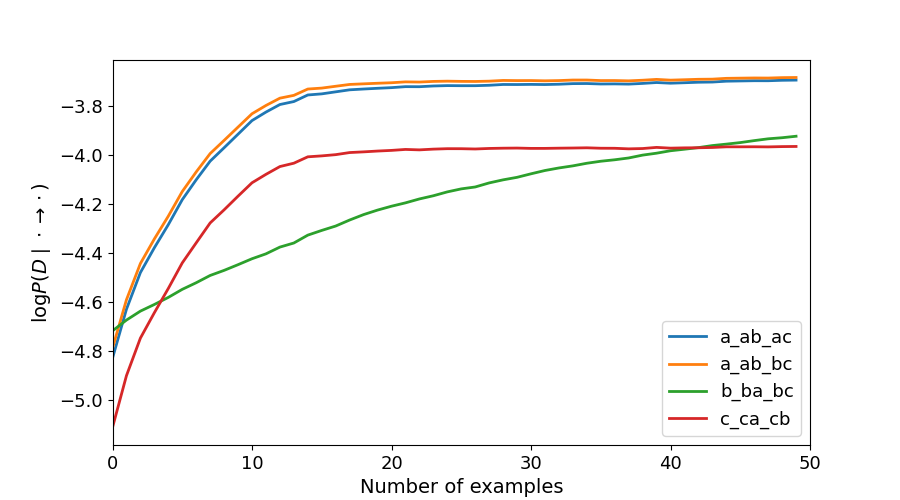 −3.8
−4.0
−4.2
−4.4
−4.6
−4.8
−5.0
logP(D | · → · )
0 10 20 30 40 50
Number of examples
a_ab_ac
a_ab_bc
b_ba_bc
c_ca_cb